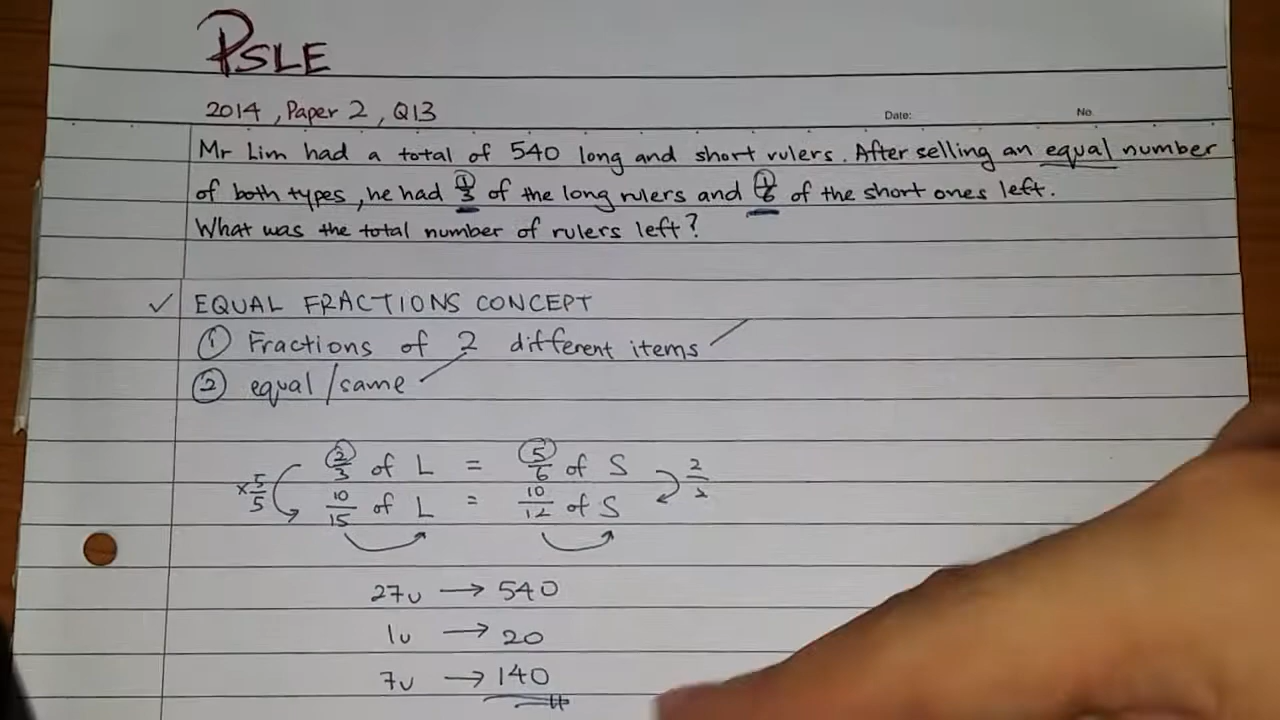 PSLE
2014, Paper 2, Q13
Date: No
Mr Lim had a total of 540 long and short rulers. After selling an equal number
of both types, he had 1/3 of the long rulers and 1/6 of the short ones left.
What was the total number of rulers left?
✓ EQUAL FRACTIONS CONCEPT
① Fractions of 2 different items
② equal/same
2/3 of L = 5/6 of S
×5/5 2/2
10/15 of L = 10/12 of S
27u → 540
1u → 20
7u → 140